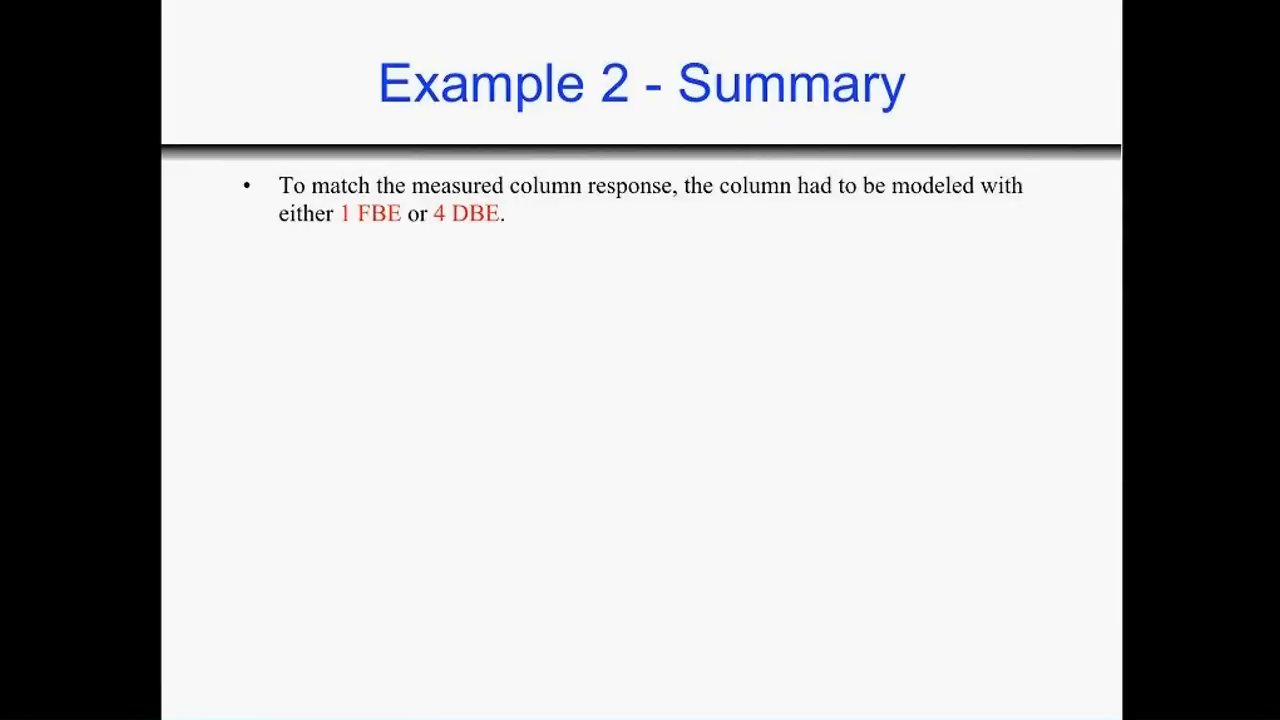 Example 2 - Summary
• To match the measured column response, the column had to be modeled with
either 1 FBE or 4 DBE.